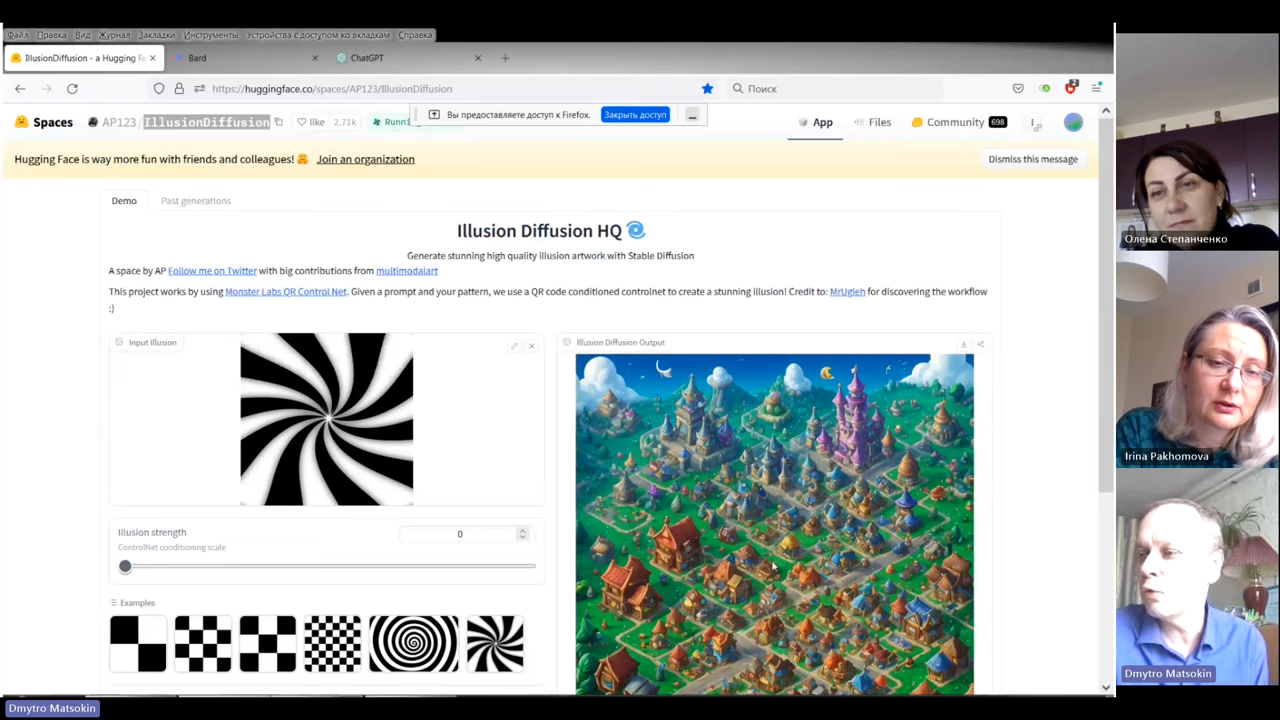 Файл Правка Вид Журнал Закладки Инструменты Устройства с доступом ко вкладкам Справка
IllusionDiffusion - a Hugging Fa
Bard
ChatGPT
https://huggingface.co/spaces/AP123/IllusionDiffusion
Поиск
2
Spaces AP123/ IllusionDiffusion like 2.71k Runni
Вы предоставляете доступ к Firefox. Закрыть доступ
App Files Community 698
Hugging Face is way more fun with friends and colleagues! Join an organization
Dismiss this message
Demo Past generations
Illusion Diffusion HQ
Generate stunning high quality illusion artwork with Stable Diffusion
A space by AP Follow me on Twitter with big contributions from multimodalart
This project works by using Monster Labs QR Control Net. Given a prompt and your pattern, we use a QR code conditioned controlnet to create a stunning illusion! Credit to: MrUgleh for discovering the workflow
:)
Input Illusion
Illusion Diffusion Output
Illusion strength
0
ControlNet conditioning scale
Examples
Олена Степанченко
Irina Pakhomova
Dmytro Matsokin
Dmytro Matsokin